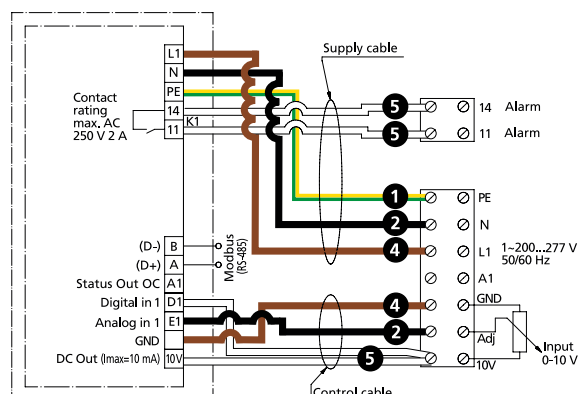 Supply cable
L1
N
PE
14
K1
11
Contact
rating
max. AC
250 V 2 A
5
14 Alarm
5
11 Alarm
1
PE
2
N
4
L1
1~200...277 V
50/60 Hz
A1
(D-) B
(D+) A
Modbus
(RS-485)
Status Out OC A1
Digital in 1 D1
Analog in 1 E1
GND
DC Out (Imax=10 mA) 10V
4
GND
2
Adj
5
10V
Input
0-10 V
Control cable